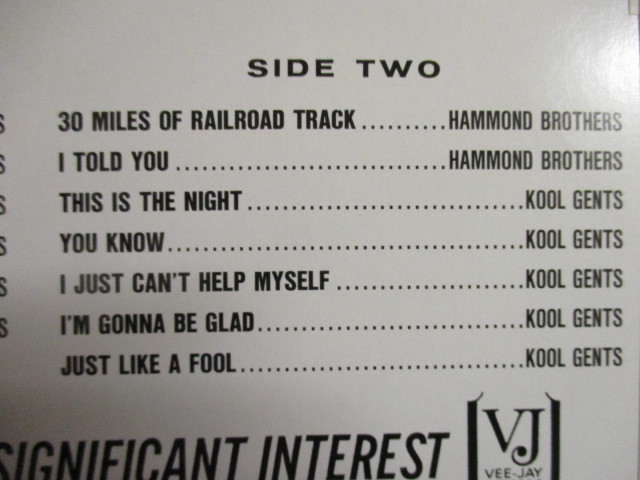 SIDE TWO
S 30 MILES OF RAILROAD TRACK..........HAMMOND BROTHERS
S I TOLD YOU ................................HAMMOND BROTHERS
S THIS IS THE NIGHT .................................KOOL GENTS
S YOU KNOW..........................................KOOL GENTS
S I JUST CAN'T HELP MYSELF ......................KOOL GENTS
S I'M GONNA BE GLAD................................KOOL GENTS
JUST LIKE A FOOL..................................KOOL GENTS
SIGNIFICANT INTEREST
VJ
VEE-JAY